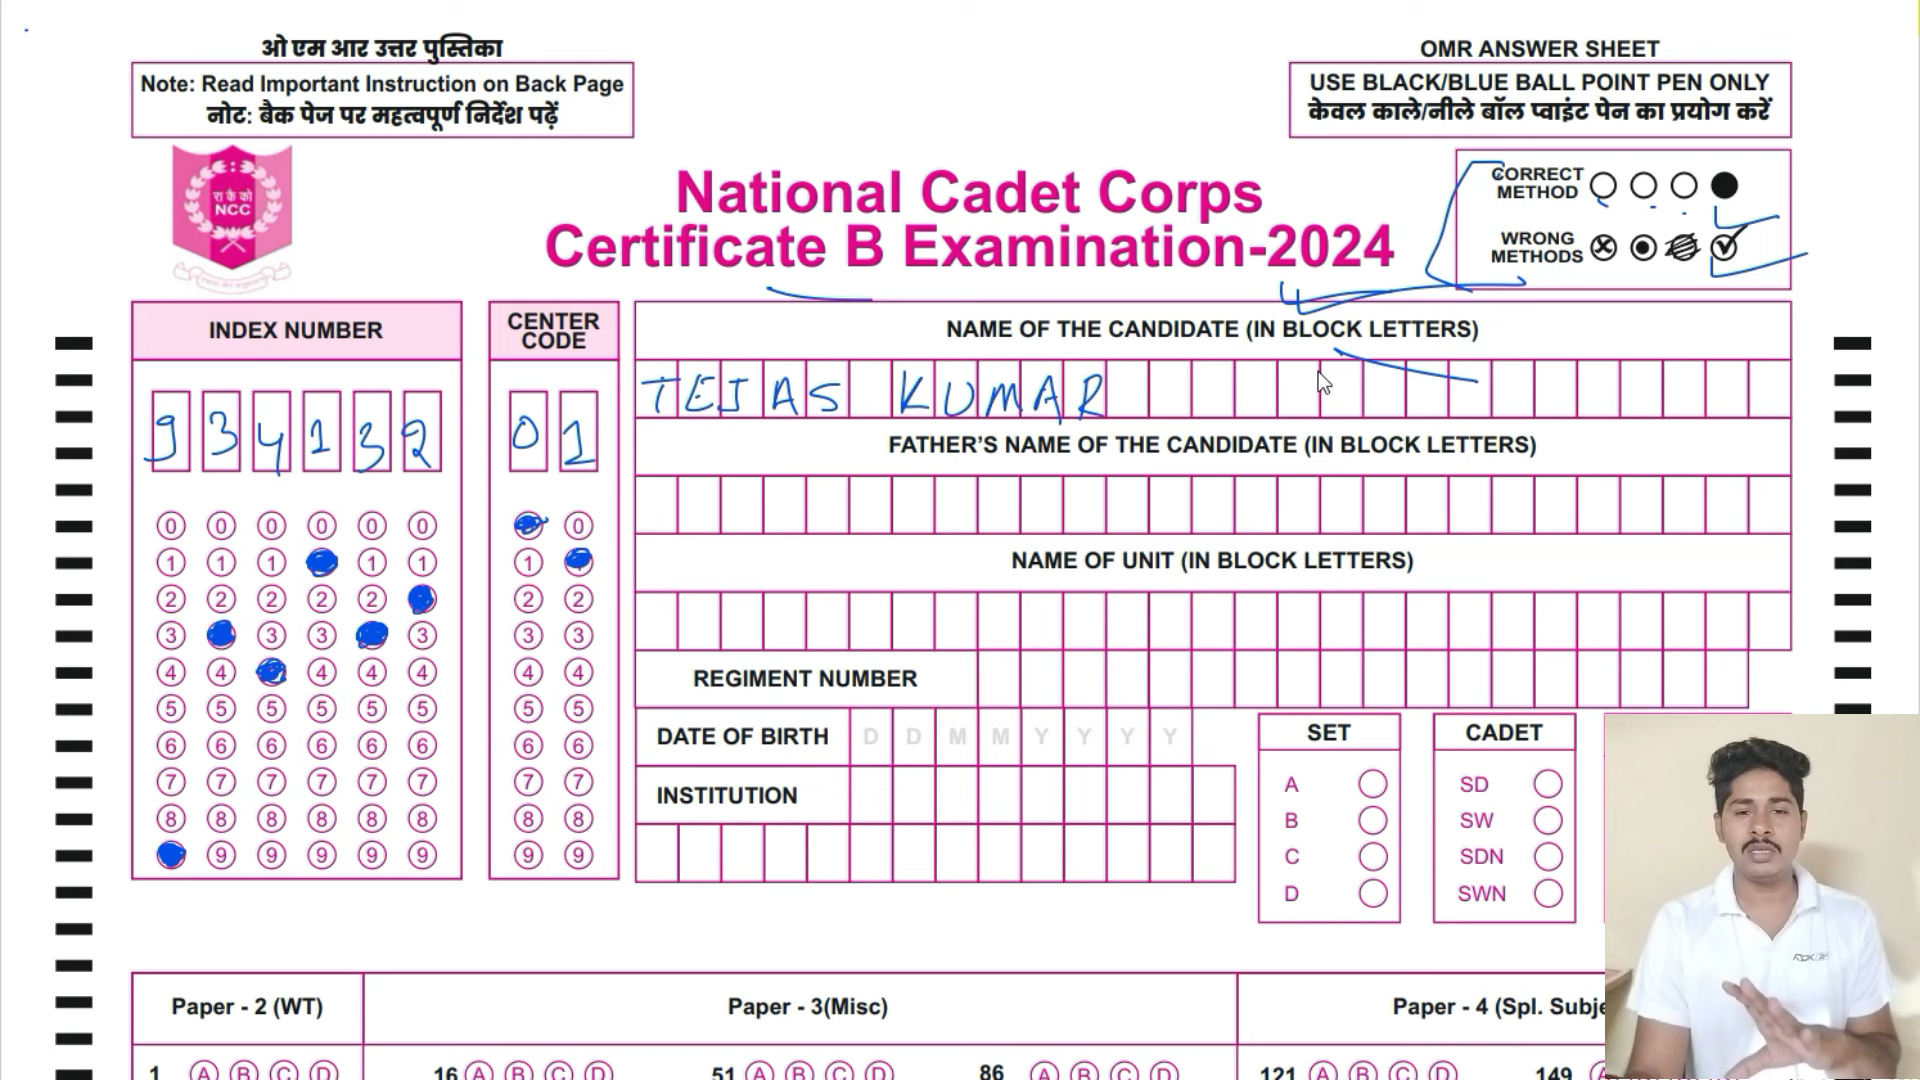 ओ एम आर उत्तर पुस्तिका
Note: Read Important Instruction on Back Page
नोट: बैक पेज पर महत्वपूर्ण निर्देश पढ़ें
OMR ANSWER SHEET
USE BLACK/BLUE BALL POINT PEN ONLY
केवल काले/नीले बॉल प्वाइंट पेन का प्रयोग करें
रा कै को
NCC
National Cadet Corps
Certificate B Examination-2024
CORRECT METHOD
WRONG METHODS
INDEX NUMBER
9 3 4 1 3 2
0 0 0 0 0 0
1 1 1 1 1
2 2 2 2 2
3 3 3 3
4 4 4 4 4
5 5 5 5 5 5
6 6 6 6 6 6
7 7 7 7 7 7
8 8 8 8 8 8
9 9 9 9 9
CENTER CODE
0 1
0
1
2 2
3 3
4 4
5 5
6 6
7 7
8 8
9 9
NAME OF THE CANDIDATE (IN BLOCK LETTERS)
TEJAS KUMAR
FATHER'S NAME OF THE CANDIDATE (IN BLOCK LETTERS)
NAME OF UNIT (IN BLOCK LETTERS)
REGIMENT NUMBER
DATE OF BIRTH D D M M Y Y Y Y
INSTITUTION
SET
A
B
C
D
CADET
SD
SW
SDN
SWN
Paper - 2 (WT)
Paper - 3(Misc)
Paper - 4 (Spl. Subje
1 A B C D
16 A B C D
51 A B C D
86 A B C D
121 A B C D
149